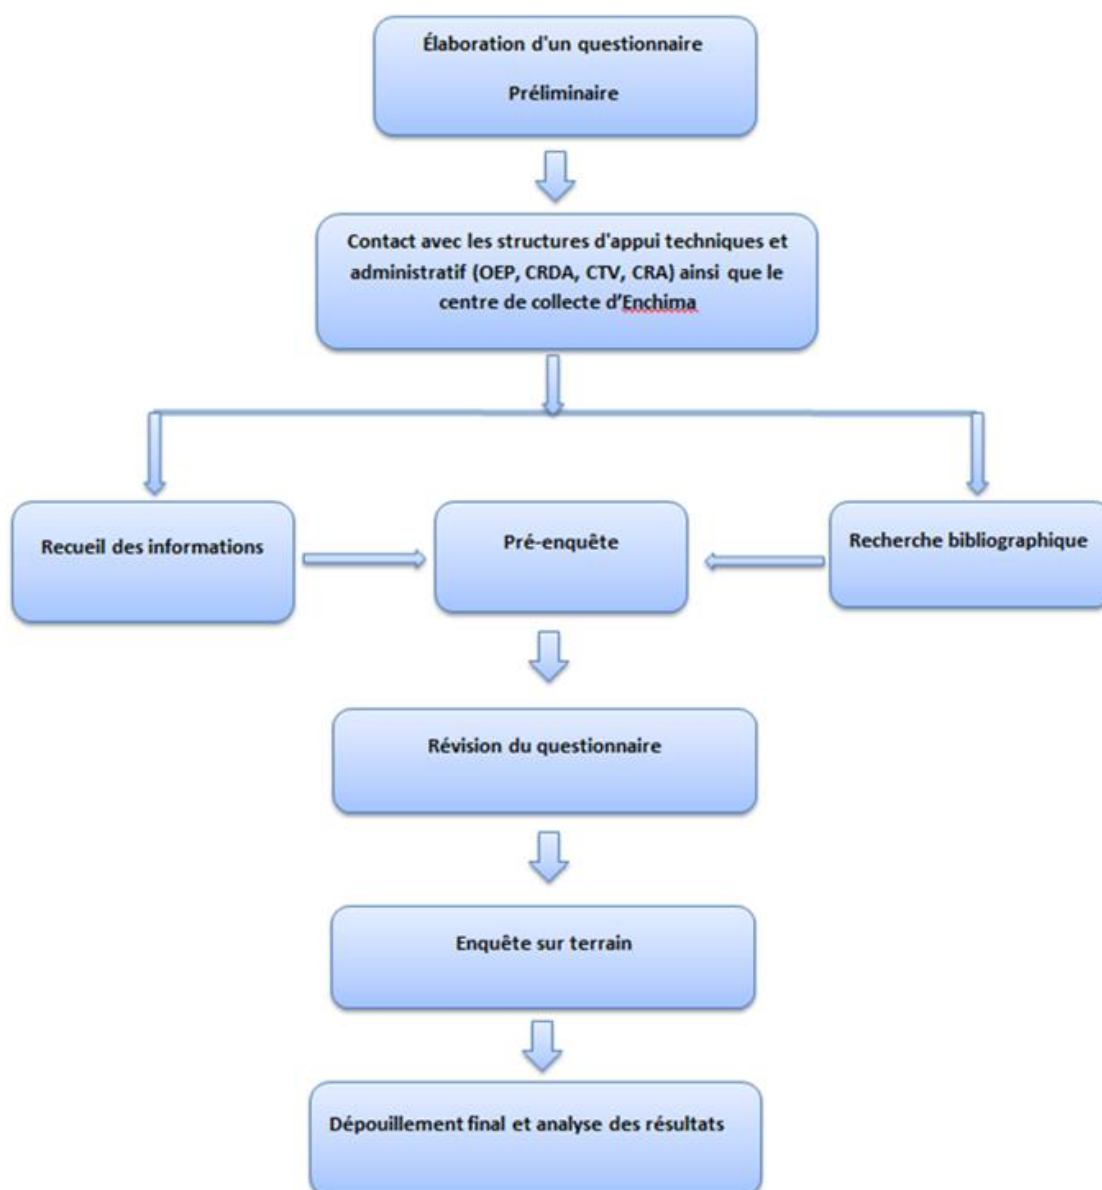 Élaboration d'un questionnaire
Préliminaire
Contact avec les structures d'appui techniques et
administratif (OEP, CRDA, CTV, CRA) ainsi que le
centre de collecte d’Enchima
Recueil des informations
Pré-enquête
Recherche bibliographique
Révision du questionnaire
Enquête sur terrain
Dépouillement final et analyse des résultats